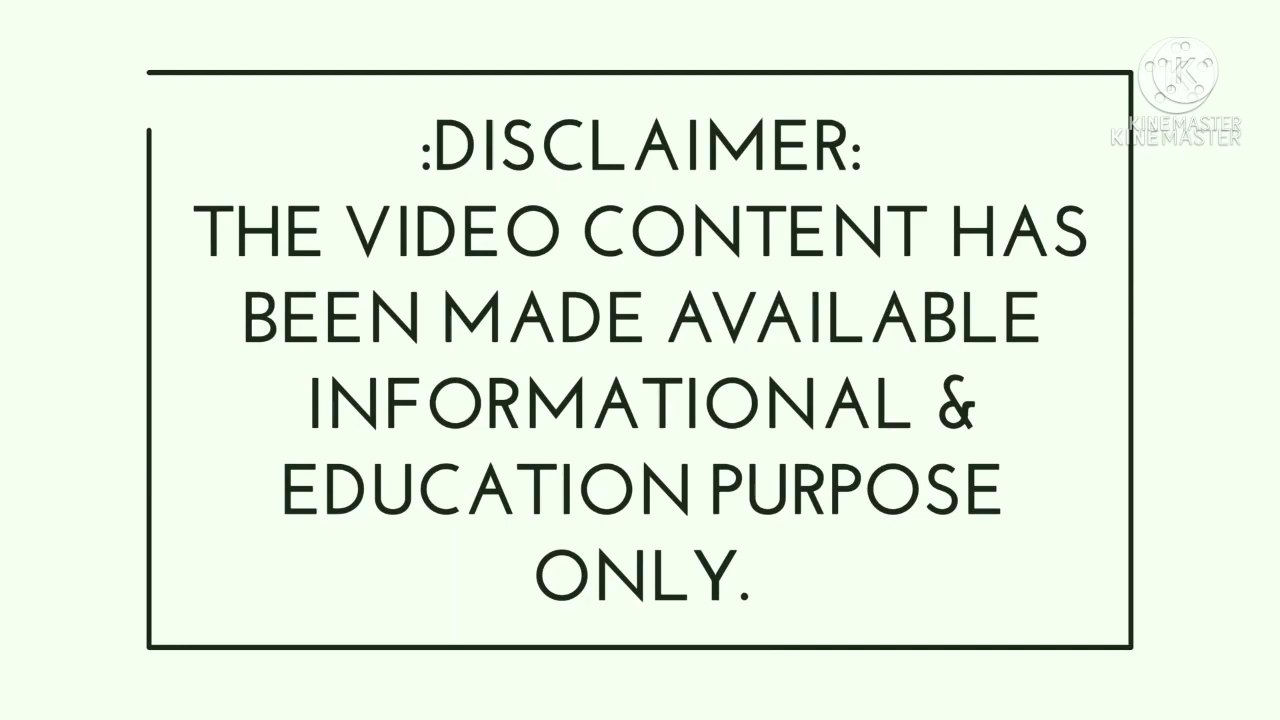 :DISCLAIMER:
THE VIDEO CONTENT HAS
BEEN MADE AVAILABLE
INFORMATIONAL &
EDUCATION PURPOSE
ONLY.
K
KINEMASTER
KINEMASTER